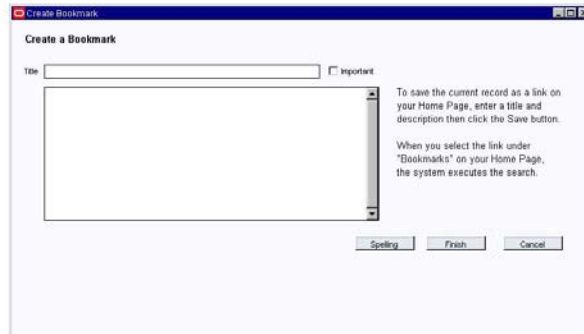 Create Bookmark
Create a Bookmark
Title
Important
To save the current record as a link on
your Home Page, enter a title and
description then click the Save button.
When you select the link under
"Bookmarks" on your Home Page,
the system executes the search.
Spelling Finish Cancel